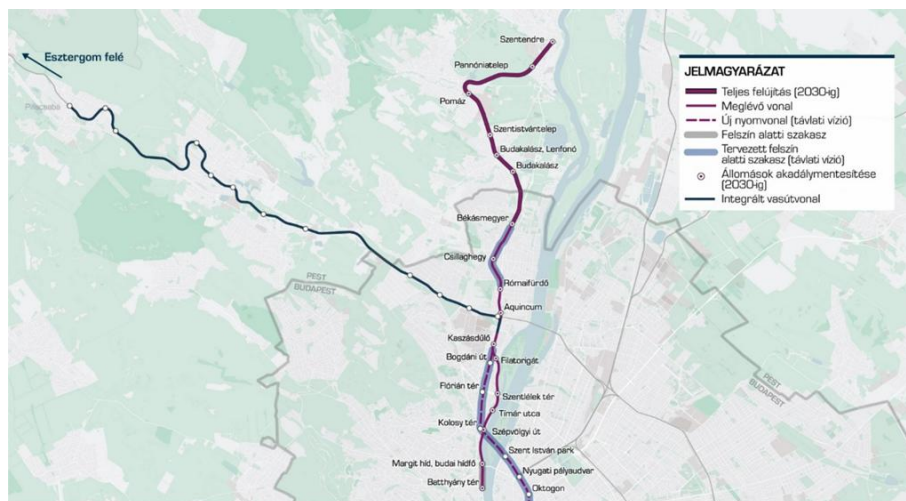 Esztergom felé
Piliscsaba
PEST
BUDAPEST
Szentendre
Pannóniatelep
Pomáz
Szentistvántelep
Budakalász, Lenfonó
Budakalász
Békásmegyer
Csillaghegy
Rómaifürdő
Aquincum
Kaszásdűlő
Bogdáni út
Filatorigát
Flórián tér
Szentlélek tér
Tímár utca
Kolosy tér
Szépvölgyi út
Szent István park
Margit híd, budai hídfő
Nyugati pályaudvar
Batthyány tér
Oktogon
PEST
BUDAPEST
JELMAGYARÁZAT
Teljes felújítás (2030-ig)
Meglévő vonal
Új nyomvonal (távlati vízió)
Felszín alatti szakasz
Tervezett felszín
alatti szakasz (távlati vízió)
Állomások akadálymentesítése
(2030-ig)
Integrált vasútvonal